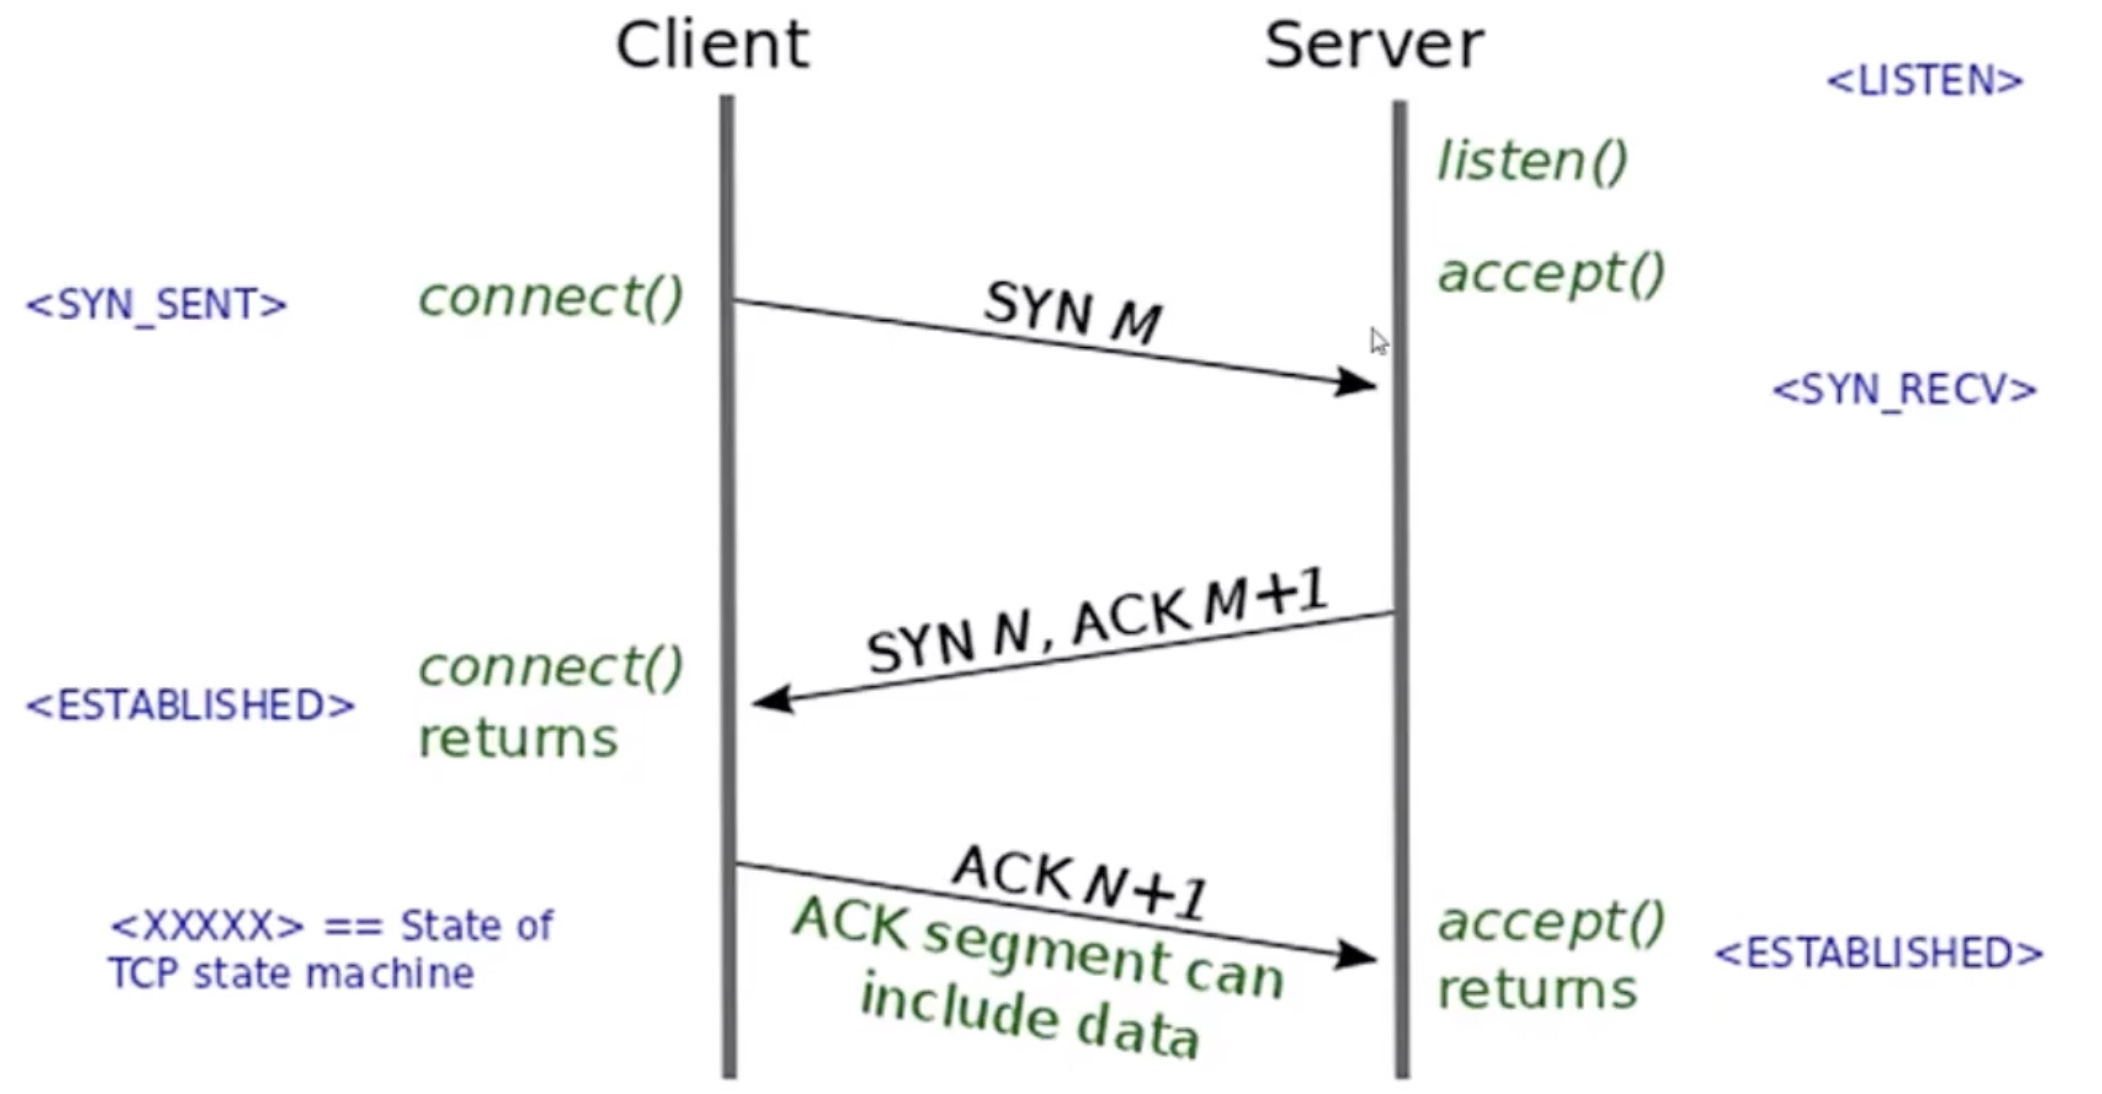 Client
Server
<LISTEN>
listen()
accept()
<SYN_SENT>
connect()
SYN M
<SYN_RECV>
SYN N, ACK M+1
connect()
returns
<ESTABLISHED>
ACK N+1
ACK segment can
include data
accept()
returns
<ESTABLISHED>
<XXXXX> == State of
TCP state machine